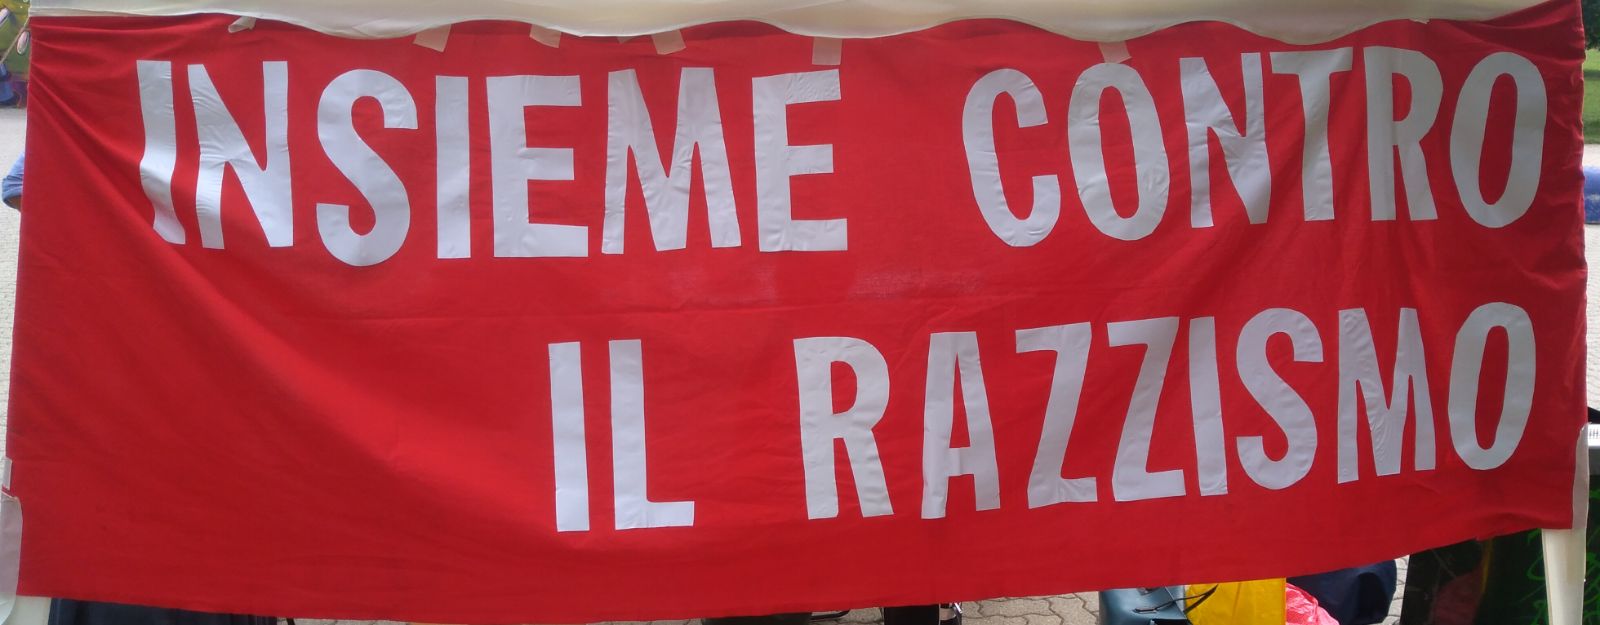 INSIEME CONTRO
IL RAZZISMO